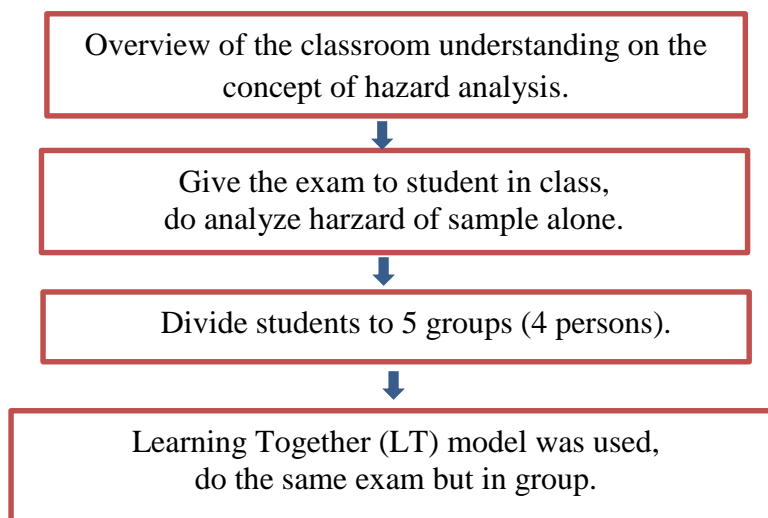 Overview of the classroom understanding on the
concept of hazard analysis.
Give the exam to student in class,
do analyze harzard of sample alone.
Divide students to 5 groups (4 persons).
Learning Together (LT) model was used,
do the same exam but in group.